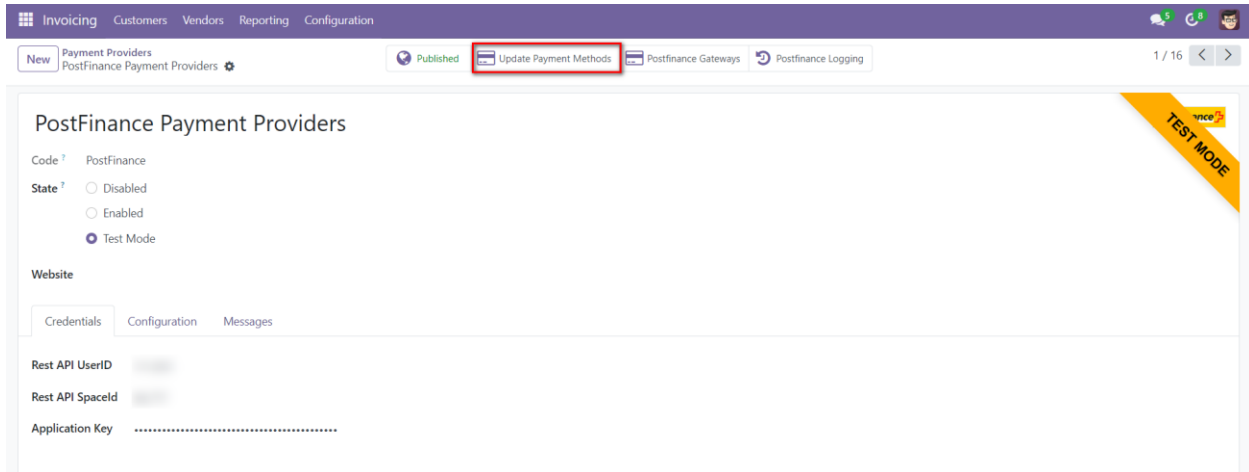 Invoicing Customers Vendors Reporting Configuration 5 8
New Payment Providers Published Update Payment Methods Postfinance Gateways Postfinance Logging 1 / 16
PostFinance Payment Providers
PostFinance Payment Providers
TEST MODE
Code ? PostFinance
State ? Disabled
Enabled
Test Mode
Website
Credentials Configuration Messages
Rest API UserID
Rest API SpaceId
Application Key ............................................